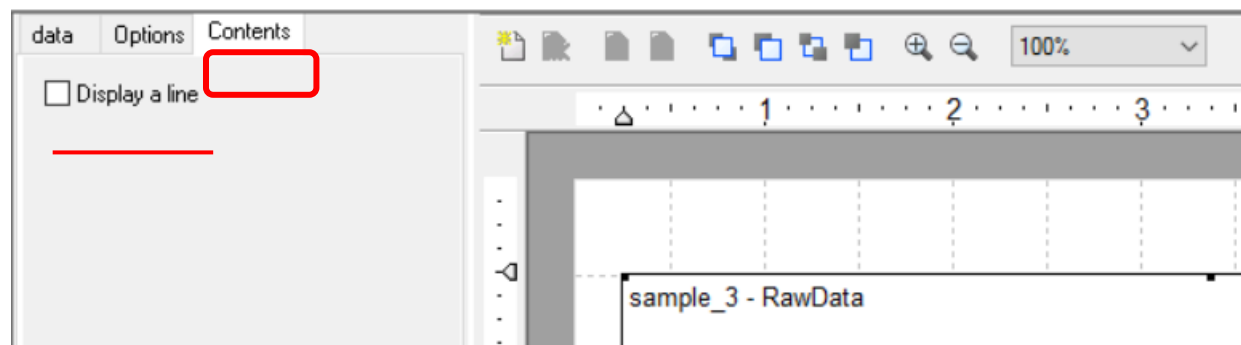 data Options Contents
100%
Display a line
1 2 3
sample_3 - RawData